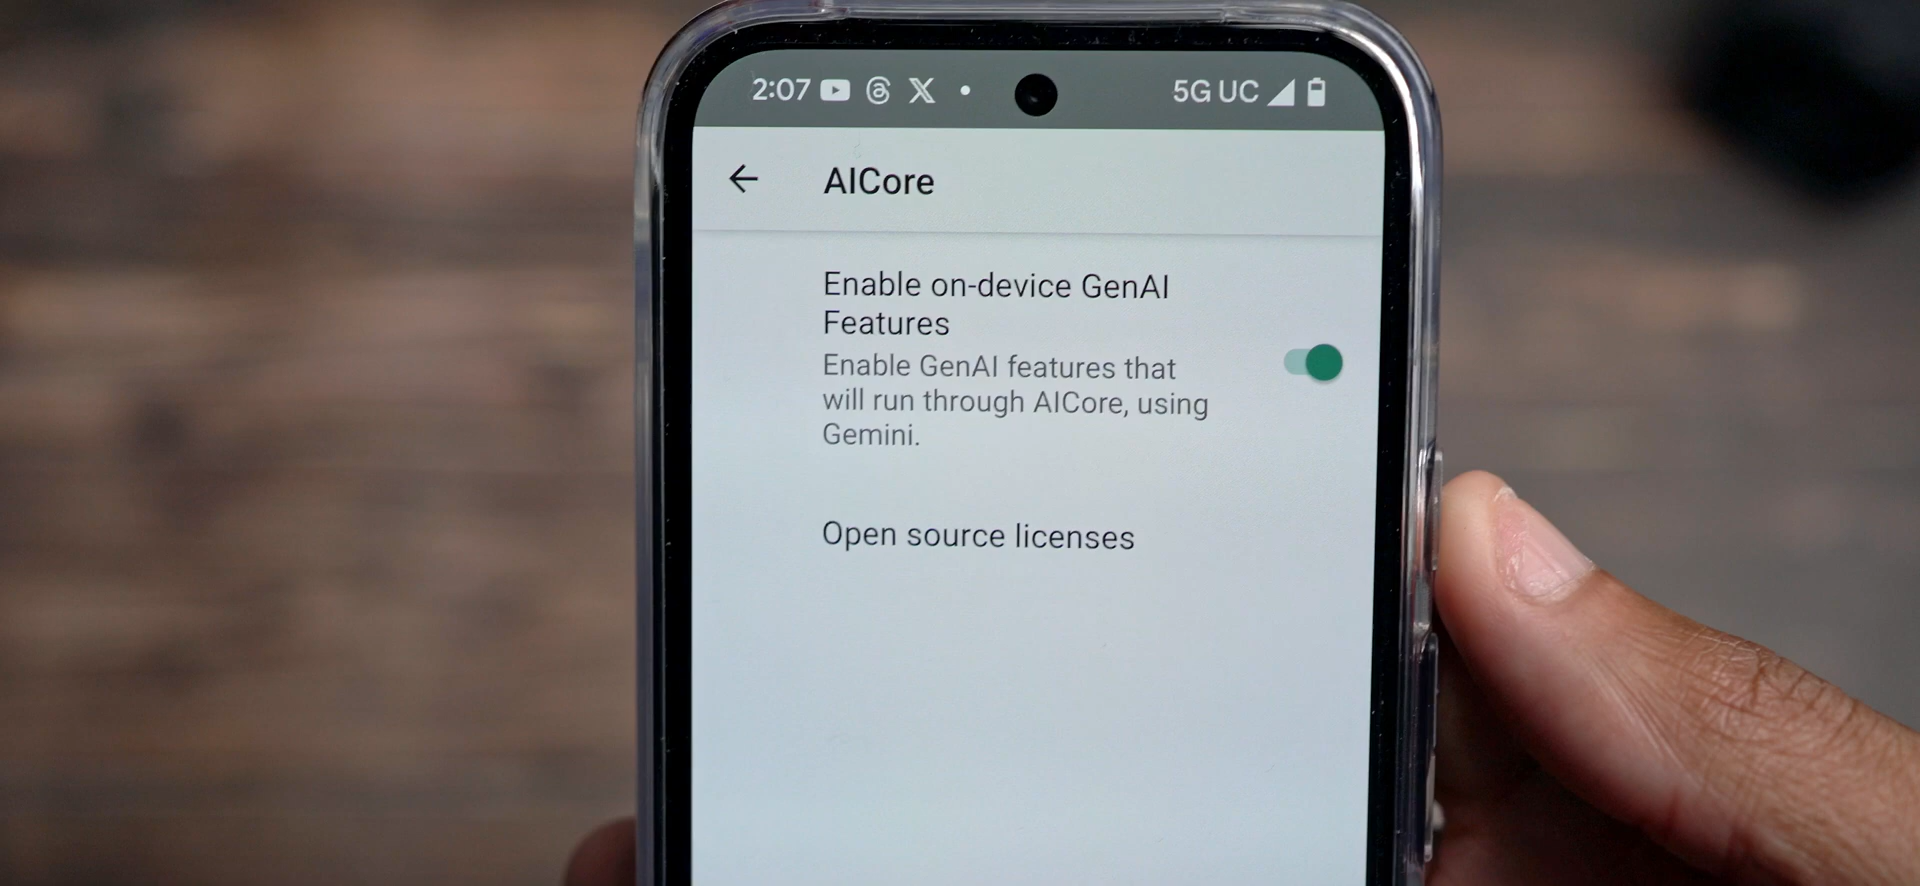 2:07
5G UC
AICore
Enable on-device GenAI
Features
Enable GenAI features that
will run through AICore, using
Gemini.
Open source licenses